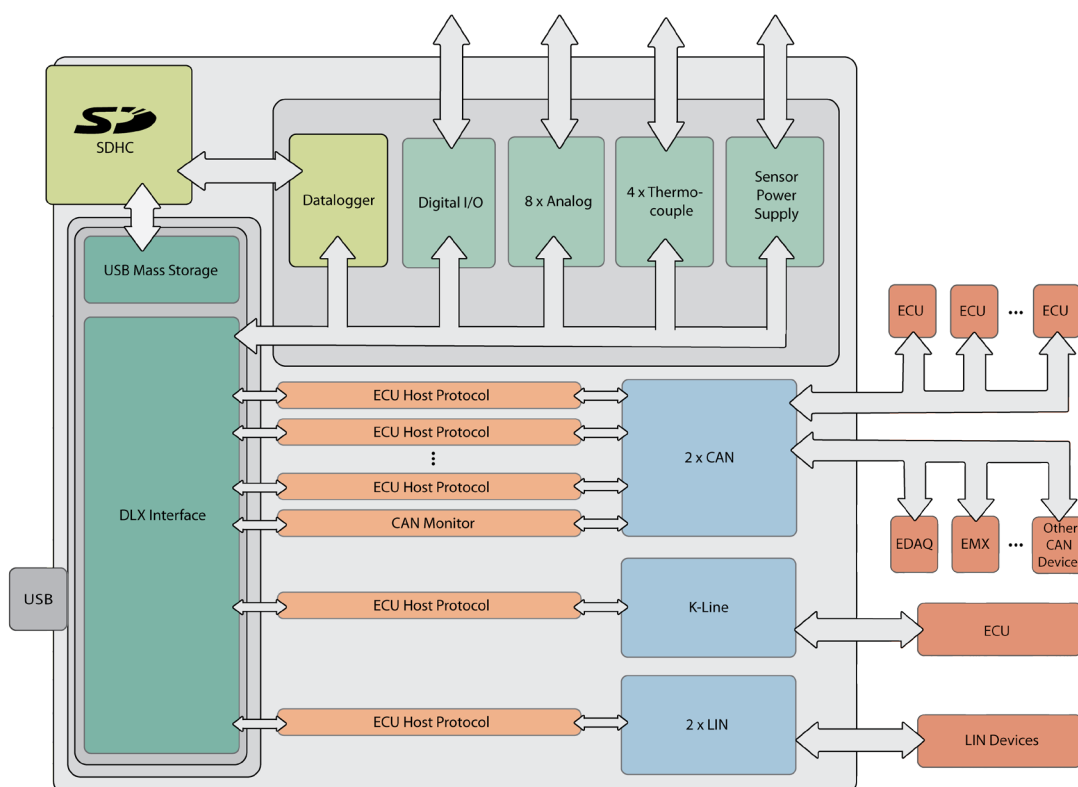 SD
SDHC
Datalogger
Digital I/O
8 x Analog
4 x Thermo-
couple
Sensor
Power
Supply
USB Mass Storage
ECU
ECU
...
ECU
ECU Host Protocol
ECU Host Protocol
ECU Host Protocol
CAN Monitor
2 x CAN
DLX Interface
EDAQ
EMX
...
Other
CAN
Device
USB
ECU Host Protocol
K-Line
ECU
ECU Host Protocol
2 x LIN
LIN Devices